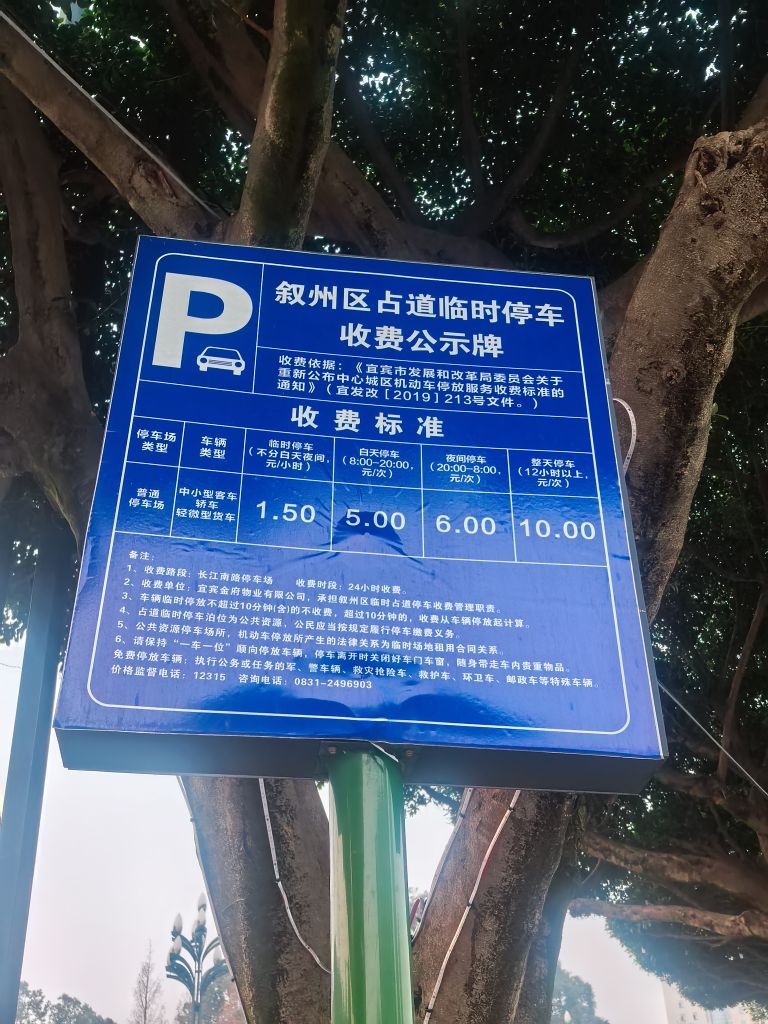 P
叙州区占道临时停车
收费公示牌
收费依据：《宜宾市发展和改革局委员会关于
重新公布中心城区机动车停放服务收费标准的
通知》（宜发改［2019］213号文件。）
收费标准
停车场
类型
车辆
类型
临时停车
（不分白天夜间，
元/小时）
白天停车
（8:00-20:00，
元/次）
夜间停车
（20:00-8:00，
元/次）
整天停车
（12小时以上，
元/次）
普通
停车场
中小型客车
轿车
轻微型货车
1.50
5.00
6.00
10.00
备注：
1、收费路段：长江南路停车场 收费时段：24小时收费。
2、收费单位：宜宾金府物业有限公司，承担叙州区临时占道停车收费管理职责。
3、车辆临时停放不超过10分钟(含)的不收费，超过10分钟的，收费从车辆停放起计算。
4、占道临时停车泊位为公共资源，公民应当按规定履行停车缴费义务。
5、公共资源停车场所，机动车停放所产生的法律关系为临时场地租用合同关系。
6、请保持“一车一位”顺向停放车辆，停车离开时关闭好车门车窗，随身带走车内贵重物品。
免费停放车辆：执行公务或任务的军、警车辆、救灾抢险车、救护车、环卫车、邮政车等特殊车辆。
价格监督电话：12315 咨询电话：0831-2496903